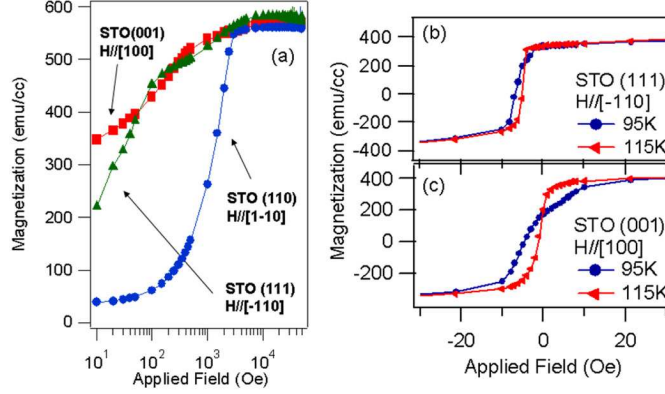 600
500
400
300
200
100
0
Magnetization (emu/cc)
STO(001)
H//[100]
(a)
STO (110)
H//[1-10]
STO (111)
H//[-110]
10¹
10²
10³
10⁴
Applied Field (Oe)
(b)
400
200
0
-200
-400
STO (111)
H//[-110]
95K
115K
Magnetization (emu/cc)
(c)
400
200
0
-200
STO (001)
H//[100]
95K
115K
-20
0
20
Applied Field (Oe)